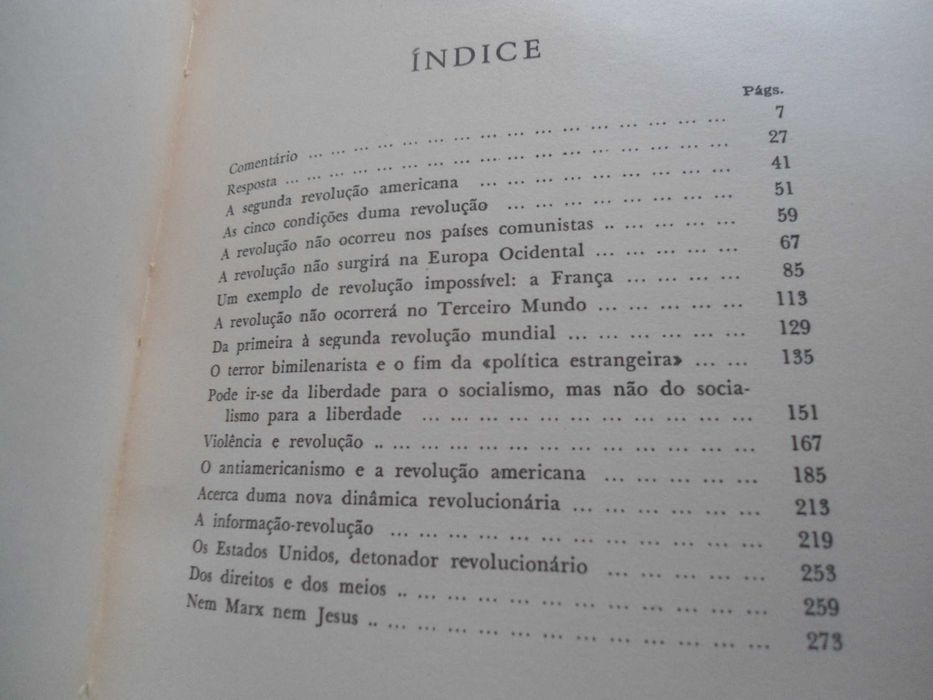 ÍNDICE
Págs.
Comentário ... ... ... ... ... ... ... ... ... ... ... ... ... ... ... ... 7
Resposta ... ... ... ... ... ... ... ... ... ... ... ... ... ... ... ... ... 27
A segunda revolução americana ... ... ... ... ... ... ... ... ... ... 41
As cinco condições duma revolução ... ... ... ... ... ... ... ... ... 51
A revolução não ocorreu nos países comunistas .. ... ... ... ... ... 59
A revolução não surgirá na Europa Ocidental ... ... ... ... ... ... 67
Um exemplo de revolução impossível: a França ... ... ... ... ... 85
A revolução não ocorrerá no Terceiro Mundo ... ... ... ... ... ... 113
Da primeira à segunda revolução mundial ... ... ... ... ... ... ... 129
O terror bimilenarista e o fim da «política estrangeira» ... ... ... 135
Pode ir-se da liberdade para o socialismo, mas não do socia-
lismo para a liberdade ... ... ... ... ... ... ... ... ... ... ... ... 151
Violência e revolução .. ... ... ... ... ... ... ... ... ... ... ... ... ... 167
O antiamericanismo e a revolução americana ... ... ... ... ... ... 185
Acerca duma nova dinâmica revolucionária ... ... ... ... ... ... ... 213
A informação-revolução ... ... ... ... ... ... ... ... ... ... ... ... ... 219
Os Estados Unidos, detonador revolucionário ... ... ... ... ... ... 253
Dos direitos e dos meios .. ... ... ... ... ... ... ... ... ... ... ... ... 259
Nem Marx nem Jesus .. ... ... ... ... ... ... ... ... ... ... ... ... ... 273